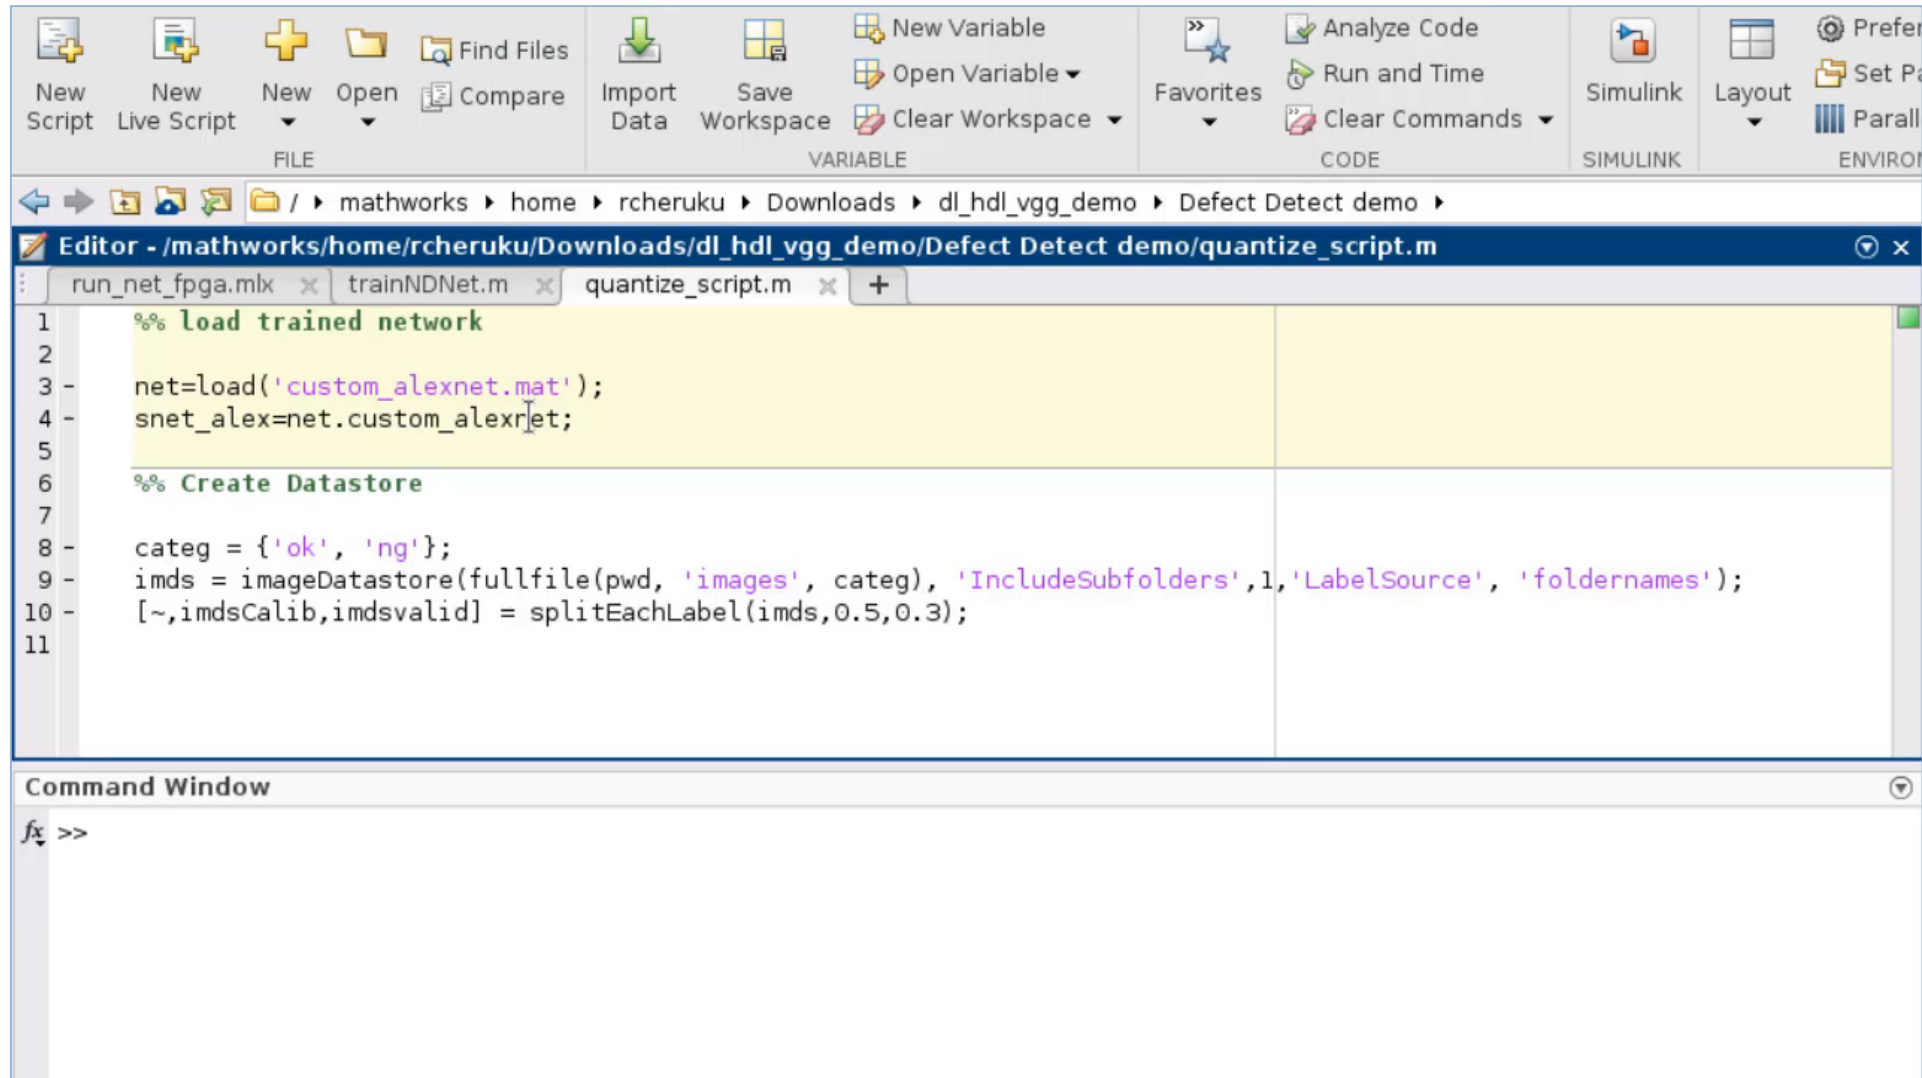 New Script
New Live Script
New
Open
Find Files
Compare
FILE
Import Data
Save Workspace
New Variable
Open Variable
Clear Workspace
VARIABLE
Favorites
Analyze Code
Run and Time
Clear Commands
CODE
Simulink
SIMULINK
Layout
Prefer
Set Pa
Parall
ENVIRO
/ mathworks home rcheruku Downloads dl_hdl_vgg_demo Defect Detect demo
Editor - /mathworks/home/rcheruku/Downloads/dl_hdl_vgg_demo/Defect Detect demo/quantize_script.m
run_net_fpga.mlx trainNDNet.m quantize_script.m +
1 %% load trained network
2
3 - net=load('custom_alexnet.mat');
4 - snet_alex=net.custom_alexnet;
5
6 %% Create Datastore
7
8 - categ = {'ok', 'ng'};
9 - imds = imageDatastore(fullfile(pwd, 'images', categ), 'IncludeSubfolders',1,'LabelSource', 'foldernames');
10 - [~,imdsCalib,imdsvalid] = splitEachLabel(imds,0.5,0.3);
11
Command Window
fx >>